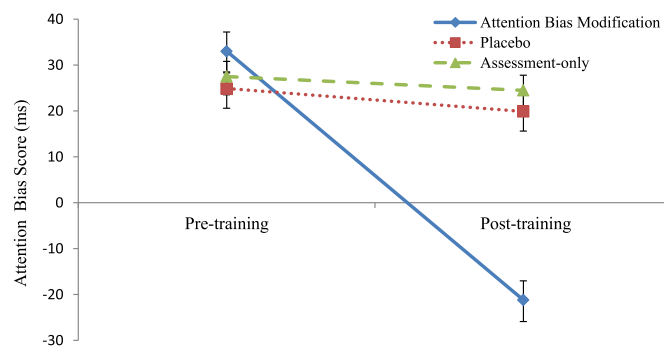 40
30
20
10
0
-10
-20
-30
Attention Bias Score (ms)
Attention Bias Modification
Placebo
Assessment-only
Pre-training
Post-training